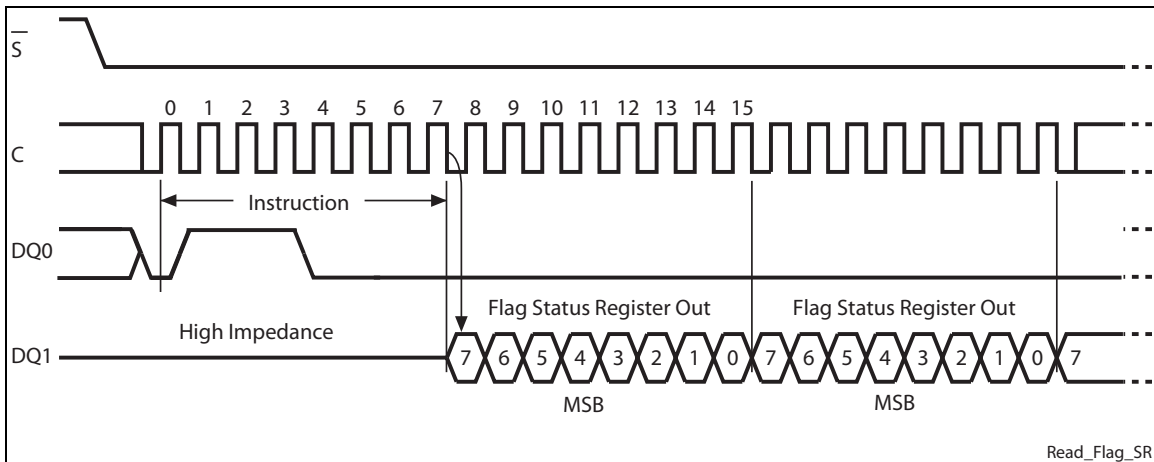 S
0 1 2 3 4 5 6 7 8 9 10 11 12 13 14 15
C
Instruction
DQ0
Flag Status Register Out Flag Status Register Out
High Impedance
DQ1 7 6 5 4 3 2 1 0 7 6 5 4 3 2 1 0 7
MSB MSB
Read_Flag_SR